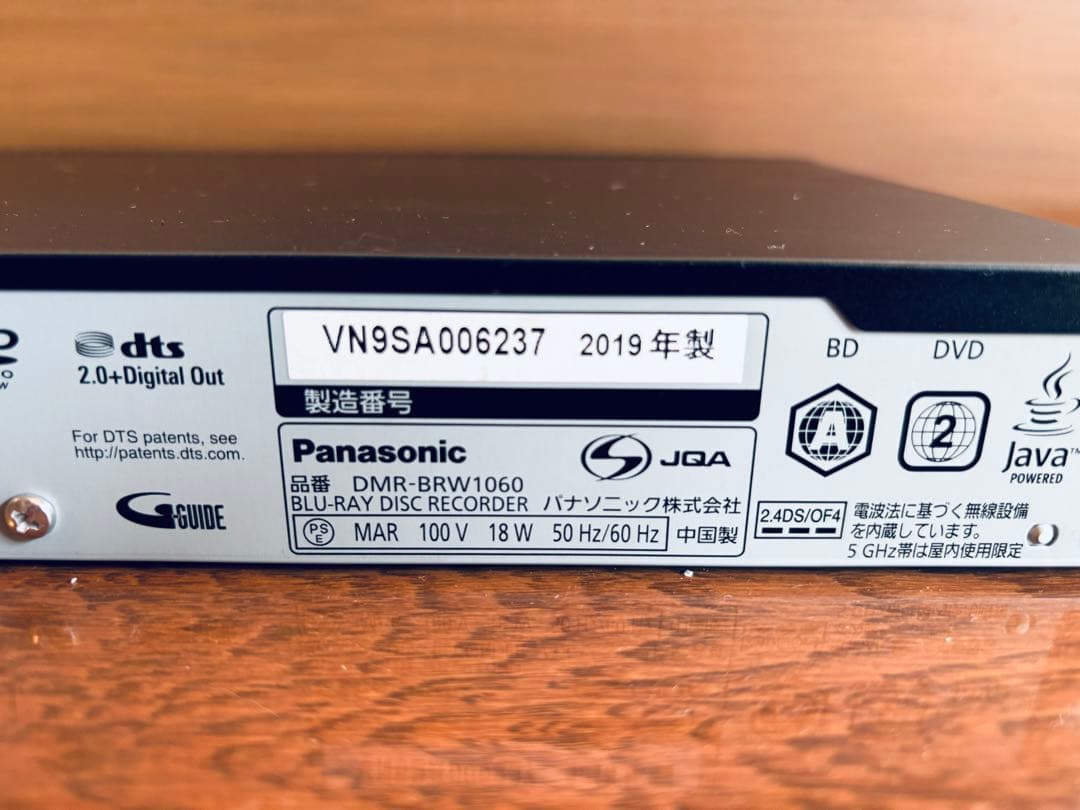 dts
2.0+Digital Out
For DTS patents, see
http://patents.dts.com.
G-GUIDE
VN9SA006237 2019年製
製造番号
Panasonic
JQA
品番 DMR-BRW1060
BLU-RAY DISC RECORDER パナソニック株式会社
PSE MAR 100 V 18 W 50 Hz/60 Hz 中国製
BD DVD
A 2
Java™
POWERED
2.4DS/OF4
電波法に基づく無線設備
を内蔵しています。
5 GHz帯は屋内使用限定